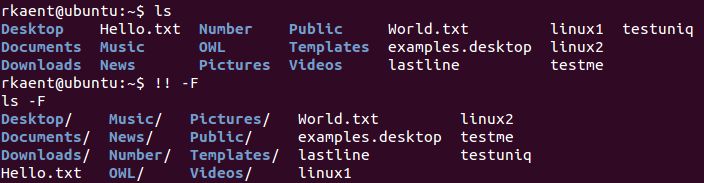 rkaent@ubuntu:~$ ls
Desktop    Hello.txt  Number    Public     World.txt         linux1  testuniq
Documents  Music      OWL       Templates  examples.desktop  linux2
Downloads  News       Pictures  Videos     lastline          testme
rkaent@ubuntu:~$ !! -F
ls -F
Desktop/    Music/   Pictures/   World.txt         linux2
Documents/  News/    Public/     examples.desktop  testme
Downloads/  Number/  Templates/  lastline          testuniq
Hello.txt   OWL/     Videos/     linux1